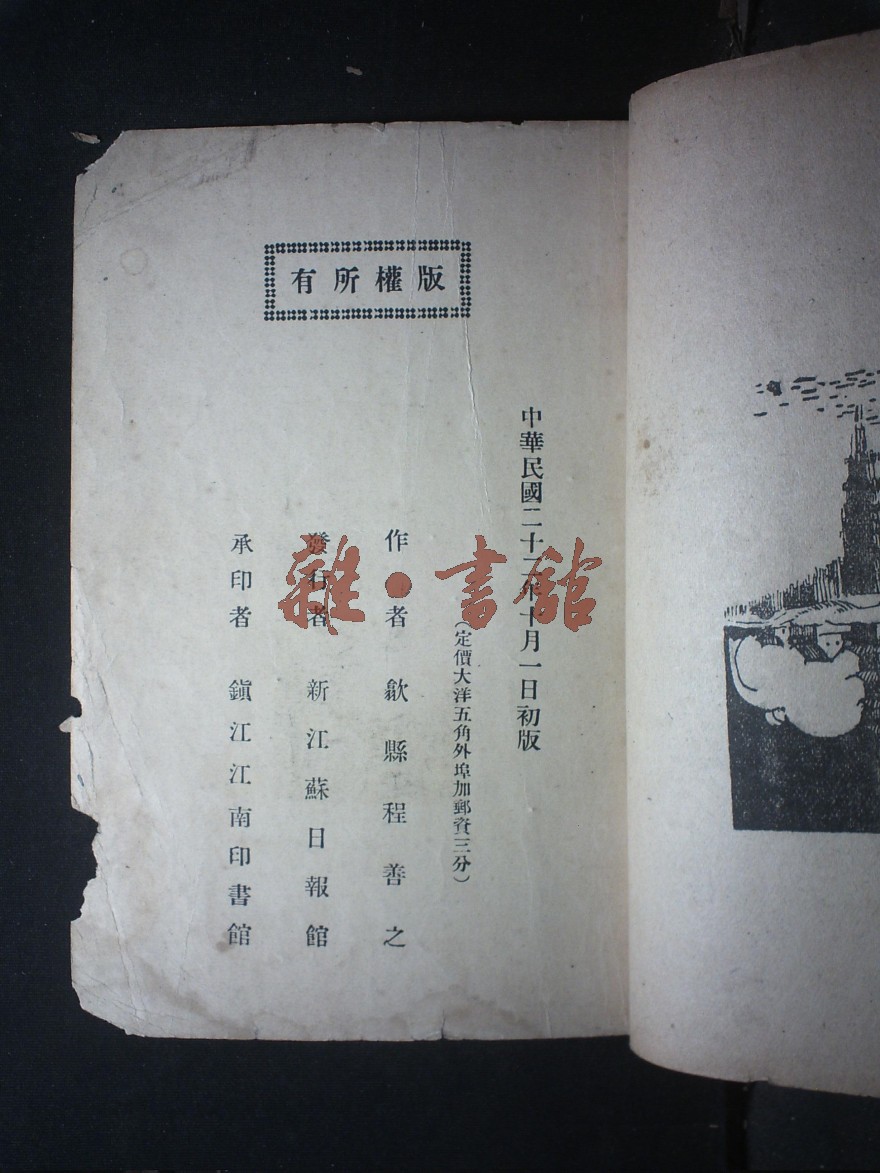 版權所有
中華民國二十二年十月一日初版
（定價大洋五角外埠加郵資三分）
作者 歙縣程善之
發行者 新江蘇日報館
承印者 鎭江江南印書館
雜·書館